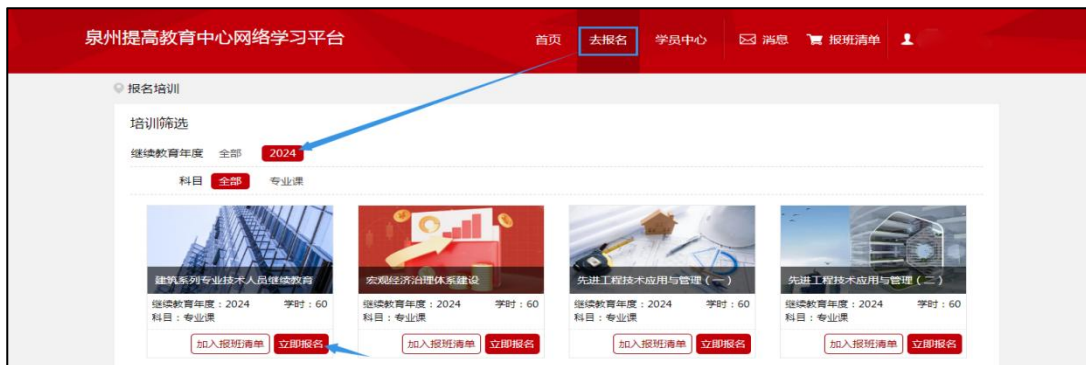 泉州提高教育中心网络学习平台 首页 去报名 学员中心 消息 报班清单
报名培训
培训筛选
继续教育年度 全部 2024
科目 全部 专业课
建筑系列专业技术人员继续教育 宏观经济治理体系建设 先进工程技术应用与管理(一) 先进工程技术应用与管理(二)
继续教育年度:2024 学时:60 继续教育年度:2024 学时:60 继续教育年度:2024 学时:60 继续教育年度:2024 学时:60
科目:专业课 科目:专业课 科目:专业课 科目:专业课
加入报班清单 立即报名 加入报班清单 立即报名 加入报班清单 立即报名 加入报班清单 立即报名